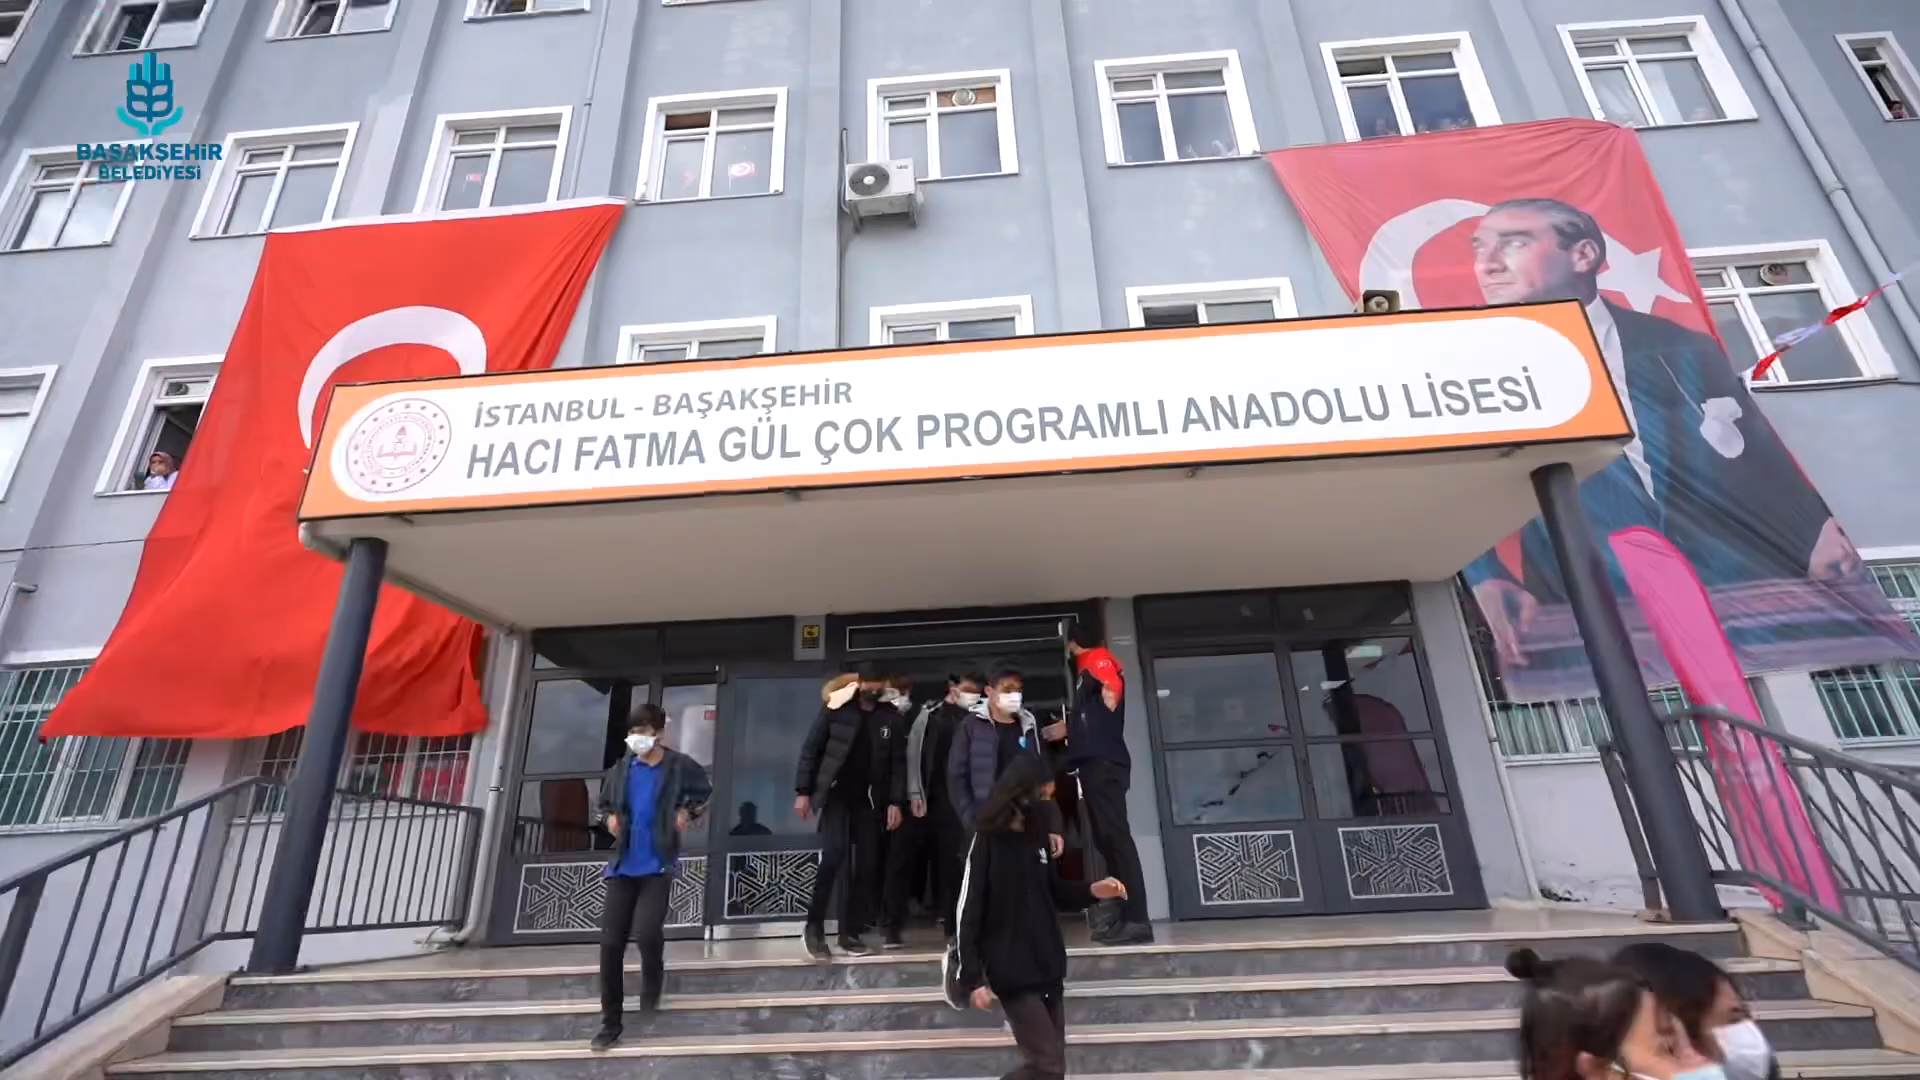 BAŞAKŞEHİR
BELEDİYESİ
İSTANBUL - BAŞAKŞEHİR
HACI FATMA GÜL ÇOK PROGRAMLI ANADOLU LİSESİ